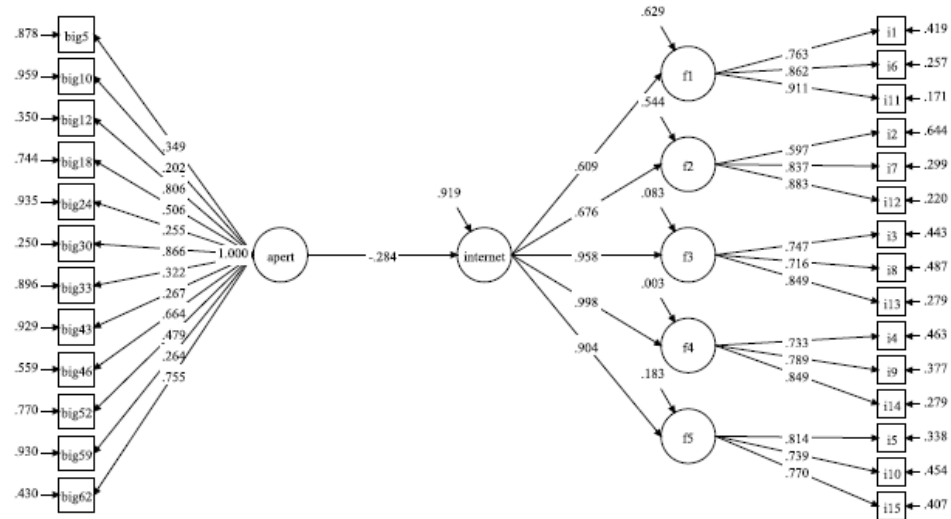 .878 big5
.959 big10
.350 big12
.744 big18
.935 big24
.250 big30
.896 big33
.929 big43
.559 big46
.770 big52
.930 big59
.430 big62
.349
.202
.806
.506
.255
.866
.322
.267
.664
.479
.264
.755
1.000 apert
-.284
.919
internet
.609
.676
.958
.998
.904
.629
f1
.544
f2
.083
f3
.003
f4
.183
f5
.763 i1 .419
.862 i6 .257
.911 i11 .171
.597 i2 .644
.837 i7 .299
.883 i12 .220
.747 i3 .443
.716 i8 .487
.849 i13 .279
.733 i4 .463
.789 i9 .377
.849 i14 .279
.814 i5 .338
.739 i10 .454
.770 i15 .407